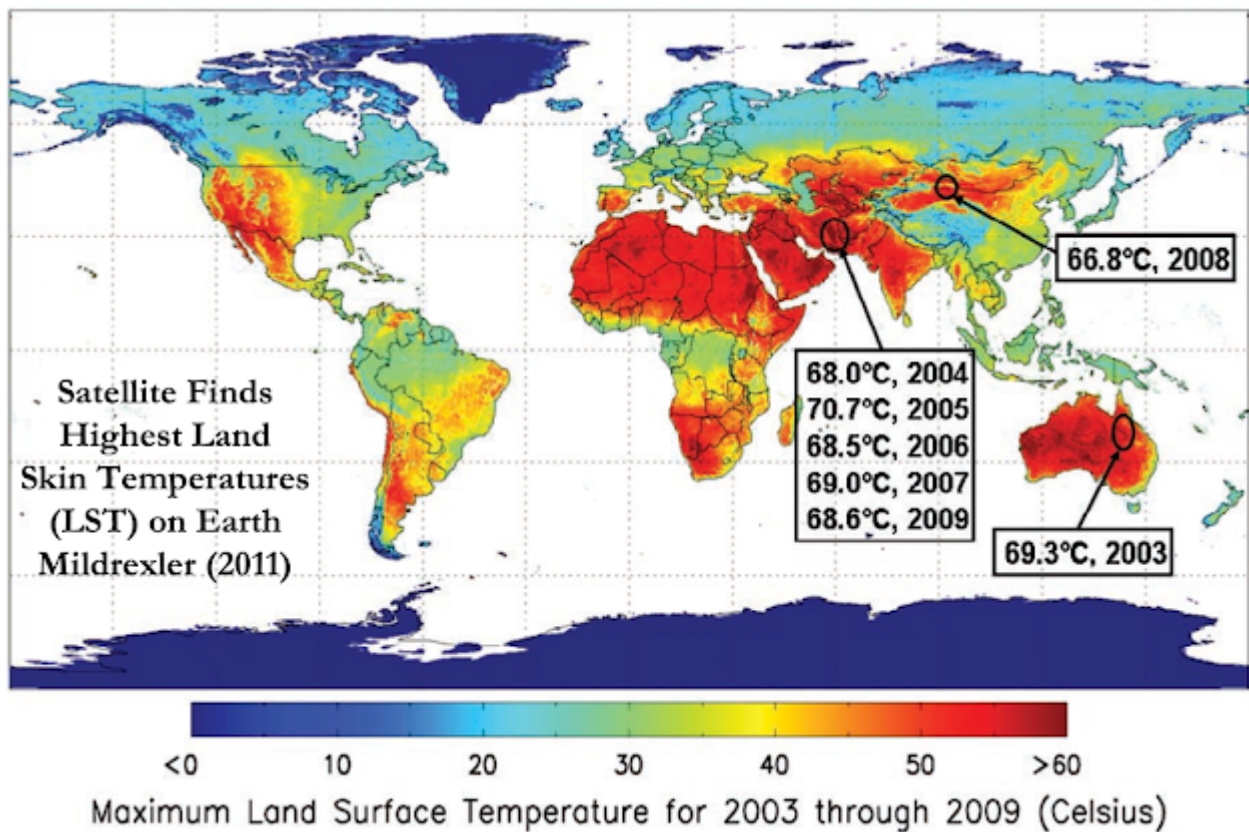 66.8°C, 2008
68.0°C, 2004
70.7°C, 2005
68.5°C, 2006
69.0°C, 2007
68.6°C, 2009
69.3°C, 2003
Satellite Finds
Highest Land
Skin Temperatures
(LST) on Earth
Mildrexler (2011)
<0 10 20 30 40 50 >60
Maximum Land Surface Temperature for 2003 through 2009 (Celsius)